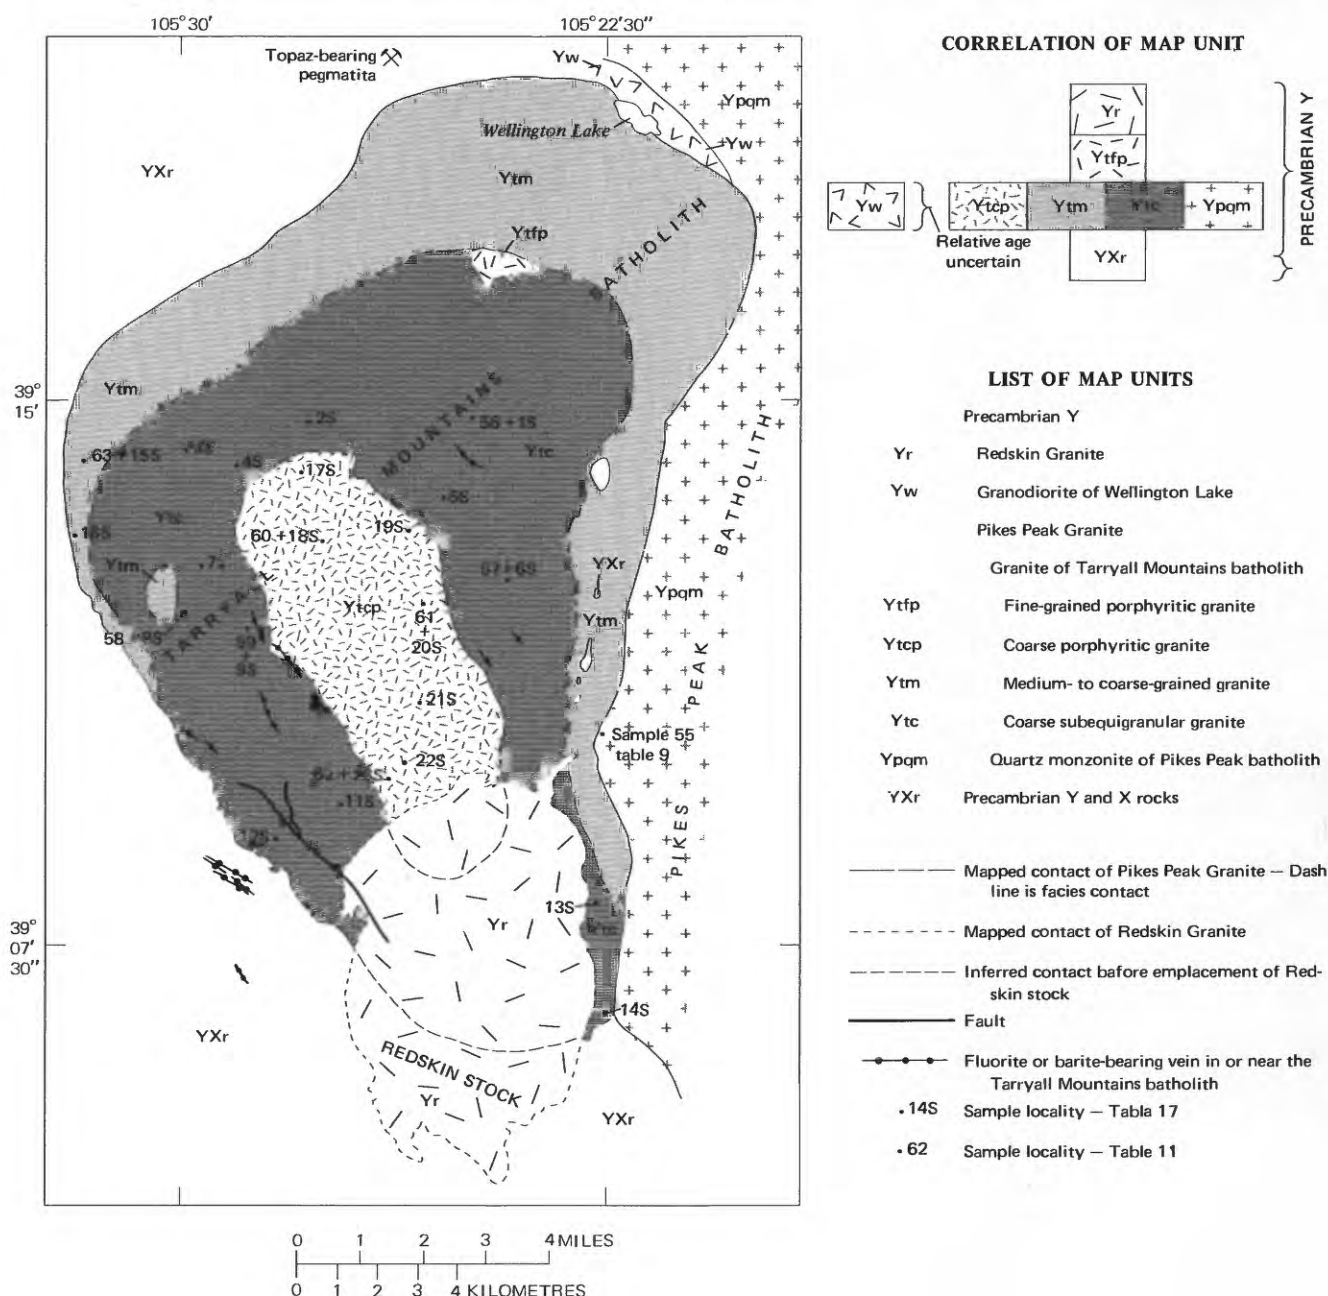 105°30'
105°22'30"
Topaz-bearing
pegmatita
Yw
Ypqm
Wellington Lake
Yw
YXr
Ytm
Ytfp
BATHOLITH
39°
15'
Ytm
MOUNTAINS
2S
56 + 1S
Ytc
63 + 15S
4S
17S
5S
16S
60 + 18S
19S
Ytm
7
57 + 6S
YXr
Ytcp
Ypqm
61
+
20S
Ytm
58
TARRYALL
21S
Sample 55
table 9
22S
11S
12S
PIKES PEAK BATHOLITH
13S
Yr
39°
07'
30"
14S
YXr
REDSKIN STOCK
Yr
YXr
0 1 2 3 4 MILES
0 1 2 3 4 KILOMETRES
CORRELATION OF MAP UNIT
Yr
Ytfp
Yw
Ytcp
Ytm
Ytc
Ypqm
Relative age
uncertain
YXr
PRECAMBRIAN Y
LIST OF MAP UNITS
Precambrian Y
Yr Redskin Granite
Yw Granodiorite of Wellington Lake
Pikes Peak Granite
Granite of Tarryall Mountains batholith
Ytfp Fine-grained porphyritic granite
Ytcp Coarse porphyritic granite
Ytm Medium- to coarse-grained granite
Ytc Coarse subequigranular granite
Ypqm Quartz monzonite of Pikes Peak batholith
YXr Precambrian Y and X rocks
Mapped contact of Pikes Peak Granite — Dash
line is facies contact
Mapped contact of Redskin Granite
Inferred contact bafore emplacement of Red-
skin stock
Fault
Fluorite or barite-bearing vein in or near the
Tarryall Mountains batholith
.14S Sample locality — Tabla 17
.62 Sample locality — Table 11